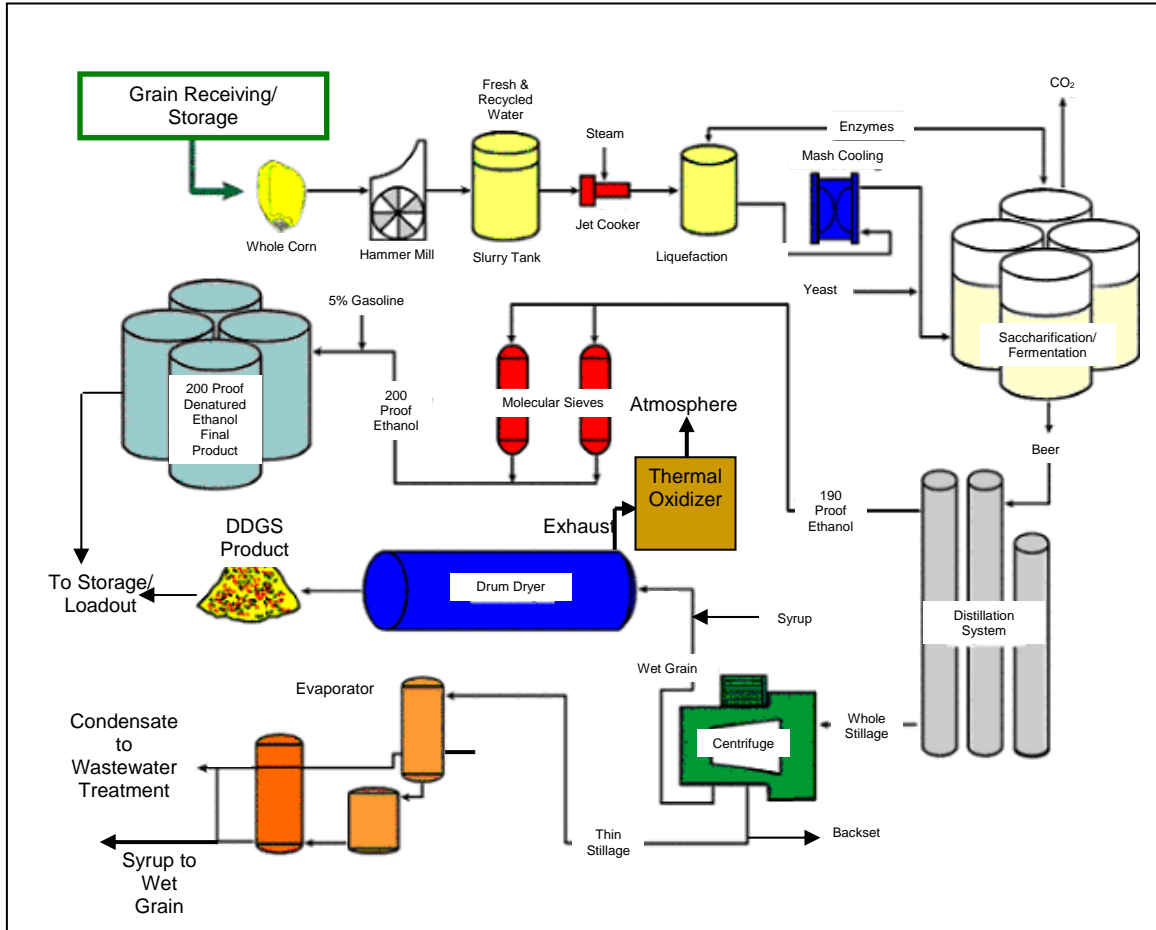 Grain Receiving/
Storage
Fresh &
Recycled
Water
Steam
Enzymes
CO₂
Mash Cooling
Whole Corn
Hammer Mill
Slurry Tank
Jet Cooker
Liquefaction
Yeast
Saccharification/
Fermentation
5% Gasoline
200 Proof
Denatured
Ethanol
Final
Product
200
Proof
Ethanol
Molecular Sieves
Atmosphere
Thermal
Oxidizer
Exhaust
190
Proof
Ethanol
Beer
DDGS
Product
To Storage/
Loadout
Drum Dryer
Syrup
Distillation
System
Wet Grain
Evaporator
Condensate
to
Wastewater
Treatment
Centrifuge
Whole
Stillage
Thin
Stillage
Backset
Syrup to
Wet
Grain